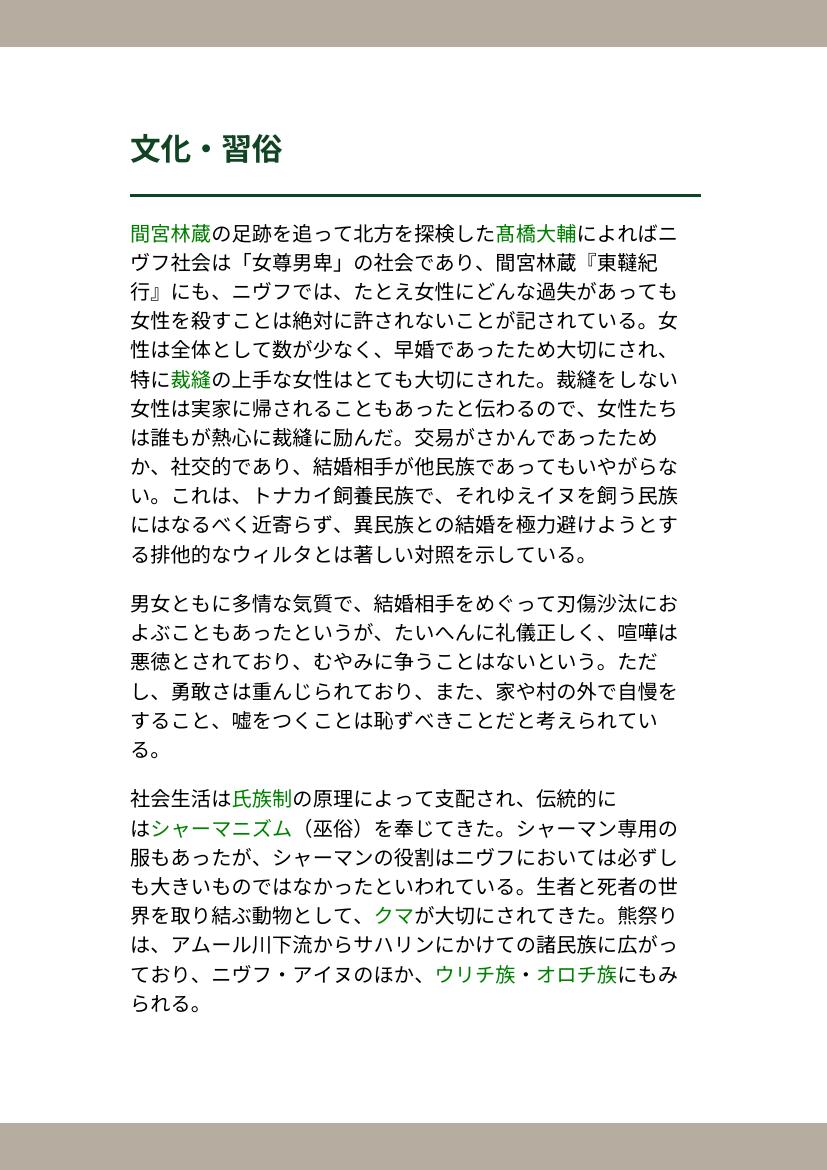 文化・習俗
間宮林蔵の足跡を追って北方を探検した髙橋大輔によればニ
ヴフ社会は「女尊男卑」の社会であり、間宮林蔵『東韃紀
行』にも、ニヴフでは、たとえ女性にどんな過失があっても
女性を殺すことは絶対に許されないことが記されている。女
性は全体として数が少なく、早婚であったため大切にされ、
特に裁縫の上手な女性はとても大切にされた。裁縫をしない
女性は実家に帰されることもあったと伝わるので、女性たち
は誰もが熱心に裁縫に励んだ。交易がさかんであったため
か、社交的であり、結婚相手が他民族であってもいやがらな
い。これは、トナカイ飼養民族で、それゆえイヌを飼う民族
にはなるべく近寄らず、異民族との結婚を極力避けようとす
る排他的なウィルタとは著しい対照を示している。
男女ともに多情な気質で、結婚相手をめぐって刃傷沙汰にお
よぶこともあったというが、たいへんに礼儀正しく、喧嘩は
悪徳とされており、むやみに争うことはないという。ただ
し、勇敢さは重んじられており、また、家や村の外で自慢を
すること、嘘をつくことは恥ずべきことだと考えられてい
る。
社会生活は氏族制の原理によって支配され、伝統的に
はシャーマニズム（巫俗）を奉じてきた。シャーマン専用の
服もあったが、シャーマンの役割はニヴフにおいては必ずし
も大きいものではなかったといわれている。生者と死者の世
界を取り結ぶ動物として、クマが大切にされてきた。熊祭り
は、アムール川下流からサハリンにかけての諸民族に広がっ
ており、ニヴフ・アイヌのほか、ウリチ族・オロチ族にもみ
られる。